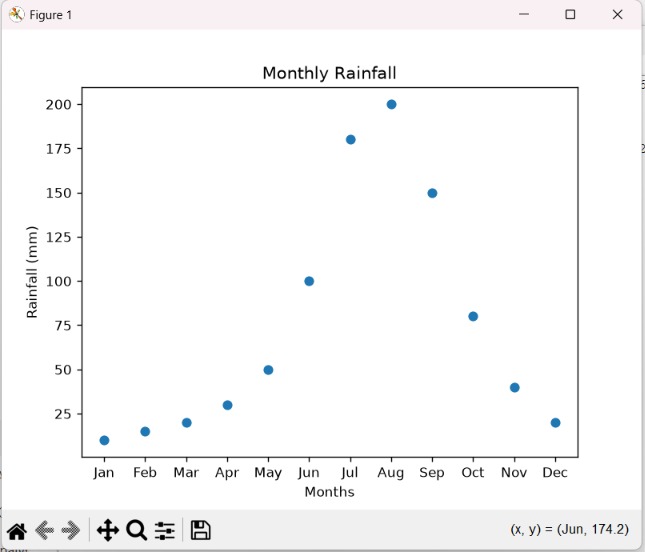 Figure 1
Monthly Rainfall
200
175
150
125
100
75
50
25
Rainfall (mm)
Jan Feb Mar Apr May Jun Jul Aug Sep Oct Nov Dec
Months
(x, y) = (Jun, 174.2)